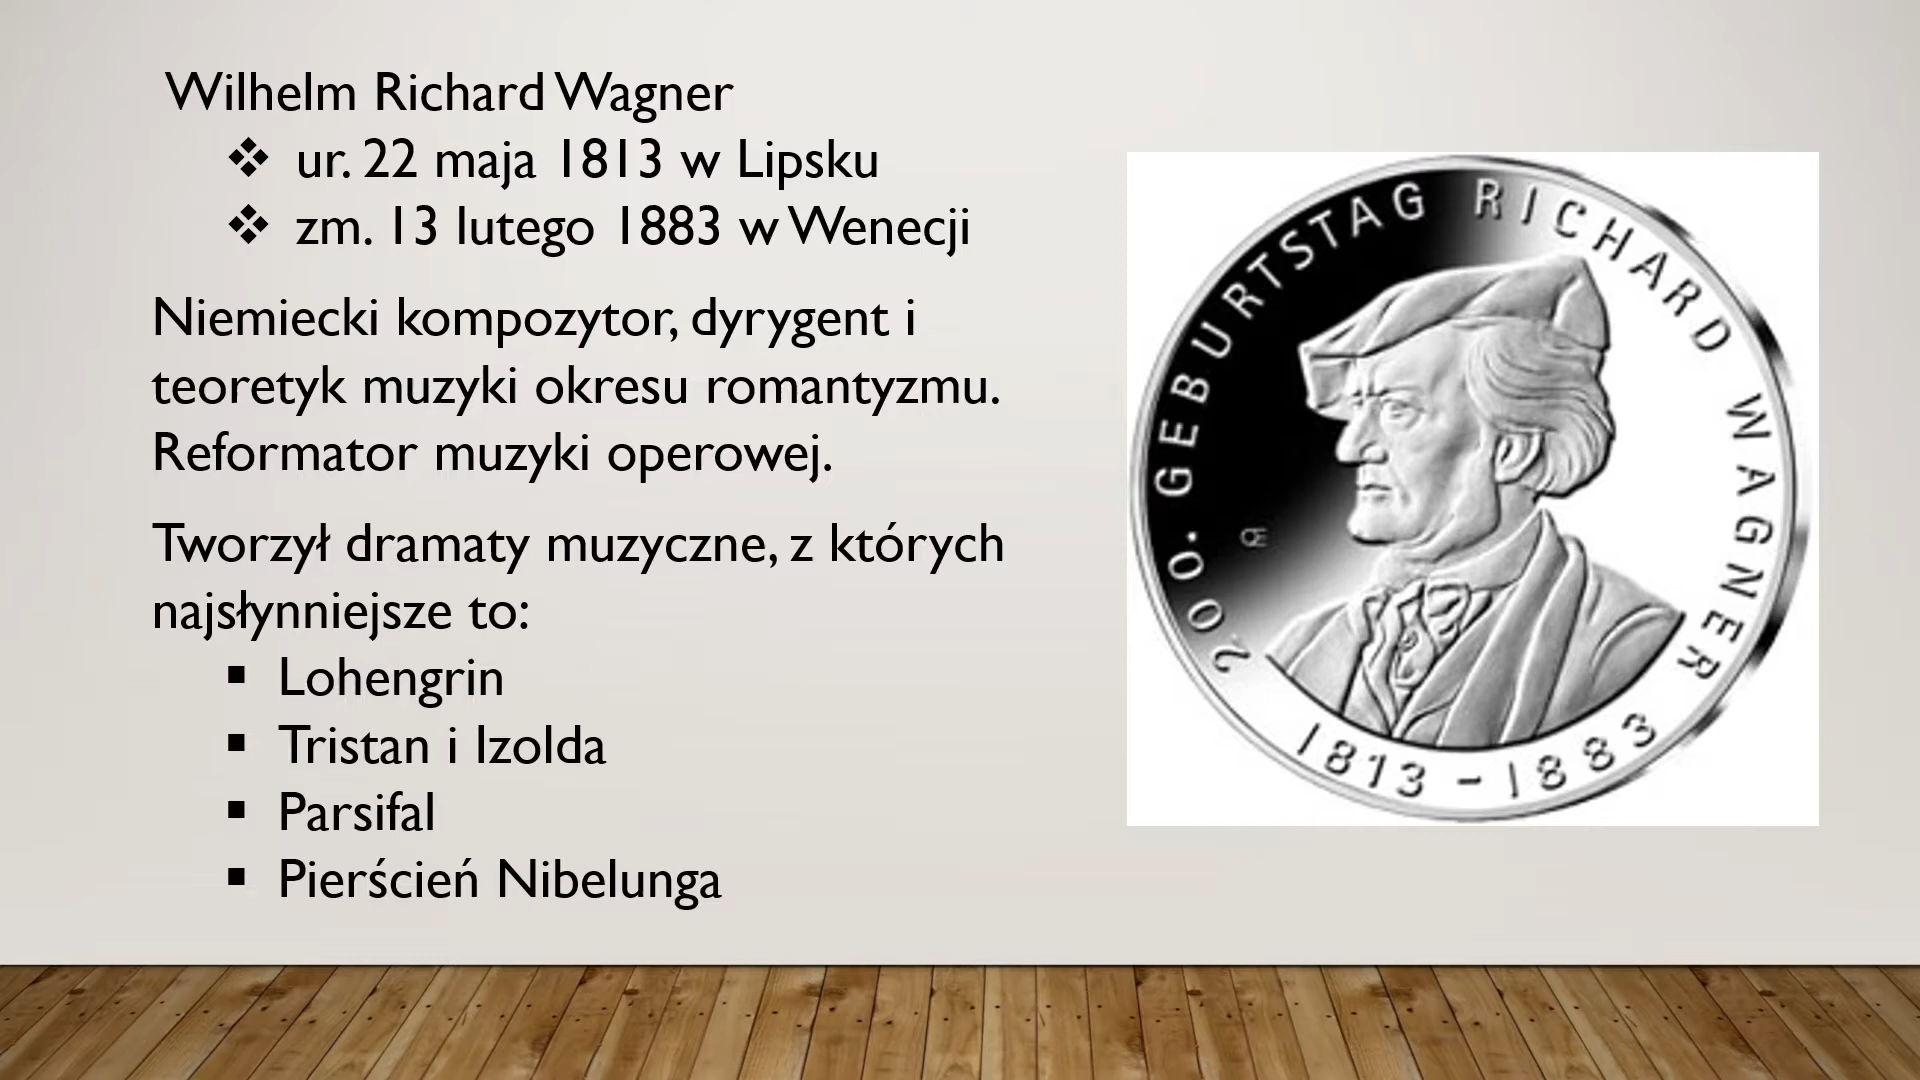 Wilhelm Richard Wagner
❖ ur. 22 maja 1813 w Lipsku
❖ zm. 13 lutego 1883 w Wenecji
Niemiecki kompozytor, dyrygent i
teoretyk muzyki okresu romantyzmu.
Reformator muzyki operowej.
Tworzył dramaty muzyczne, z których
najsłynniejsze to:
▪ Lohengrin
▪ Tristan i Izolda
▪ Parsifal
▪ Pierścień Nibelunga
200. GEBURTSTAG RICHARD WAGNER
1813 – 1883